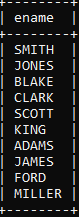 +--------+
| ename  |
+--------+
| SMITH  |
| JONES  |
| BLAKE  |
| CLARK  |
| SCOTT  |
| KING   |
| ADAMS  |
| JAMES  |
| FORD   |
| MILLER |
+--------+